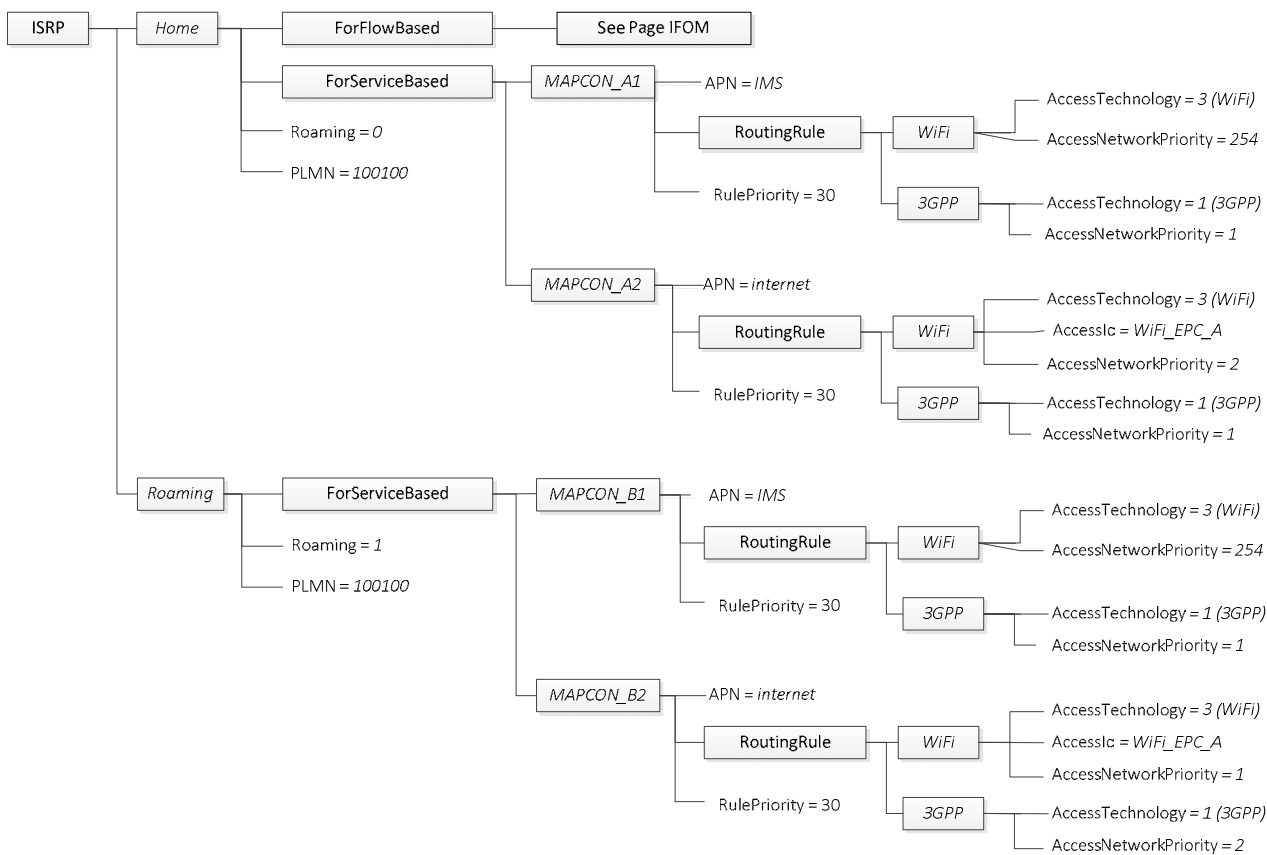 ISRP
Home
ForFlowBased
See Page IFOM
ForServiceBased
MAPCON_A1
APN = IMS
AccessTechnology = 3 (WiFi)
Roaming = 0
RoutingRule
WiFi
AccessNetworkPriority = 254
PLMN = 100100
RulePriority = 30
3GPP
AccessTechnology = 1 (3GPP)
AccessNetworkPriority = 1
MAPCON_A2
APN = internet
AccessTechnology = 3 (WiFi)
RoutingRule
WiFi
AccessIc = WiFi_EPC_A
AccessNetworkPriority = 2
RulePriority = 30
3GPP
AccessTechnology = 1 (3GPP)
AccessNetworkPriority = 1
Roaming
ForServiceBased
MAPCON_B1
APN = IMS
AccessTechnology = 3 (WiFi)
Roaming = 1
RoutingRule
WiFi
AccessNetworkPriority = 254
PLMN = 100100
RulePriority = 30
3GPP
AccessTechnology = 1 (3GPP)
AccessNetworkPriority = 1
MAPCON_B2
APN = internet
AccessTechnology = 3 (WiFi)
RoutingRule
WiFi
AccessIc = WiFi_EPC_A
AccessNetworkPriority = 1
RulePriority = 30
3GPP
AccessTechnology = 1 (3GPP)
AccessNetworkPriority = 2